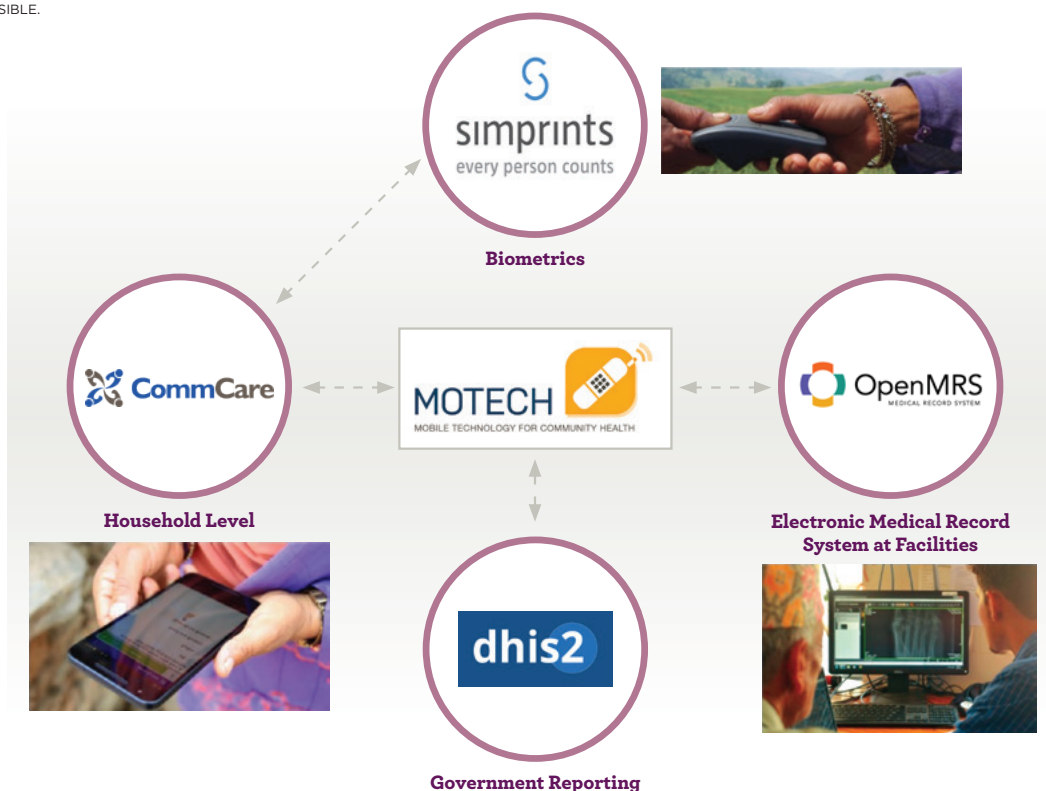 SIBLE.
simprints
every person counts
Biometrics
CommCare
MOTECH
MOBILE TECHNOLOGY FOR COMMUNITY HEALTH
OpenMRS
MEDICAL RECORD SYSTEM
Household Level
Electronic Medical Record
System at Facilities
dhis2
Government Reporting